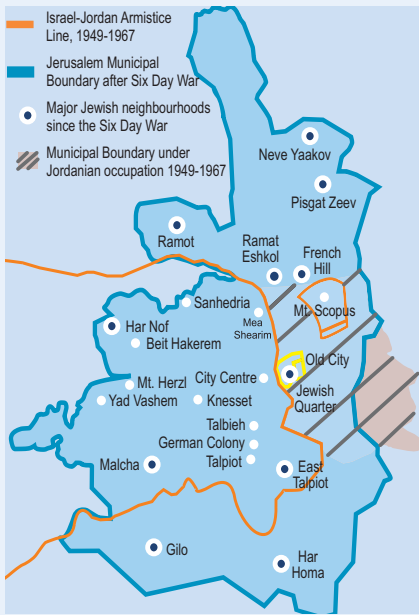 Israel-Jordan Armistice
Line, 1949-1967
Jerusalem Municipal
Boundary after Six Day War
Major Jewish neighbourhoods
since the Six Day War
Municipal Boundary under
Jordanian occupation 1949-1967
Neve Yaakov
Pisgat Zeev
Ramot
Ramat
Eshkol
French
Hill
Sanhedria
Mt. Scopus
Mea
Shearim
Har Nof
Beit Hakerem
Old City
Mt. Herzl
City Centre
Jewish
Quarter
Yad Vashem
Knesset
Talbieh
German Colony
Talpiot
Malcha
East
Talpiot
Gilo
Har
Homa